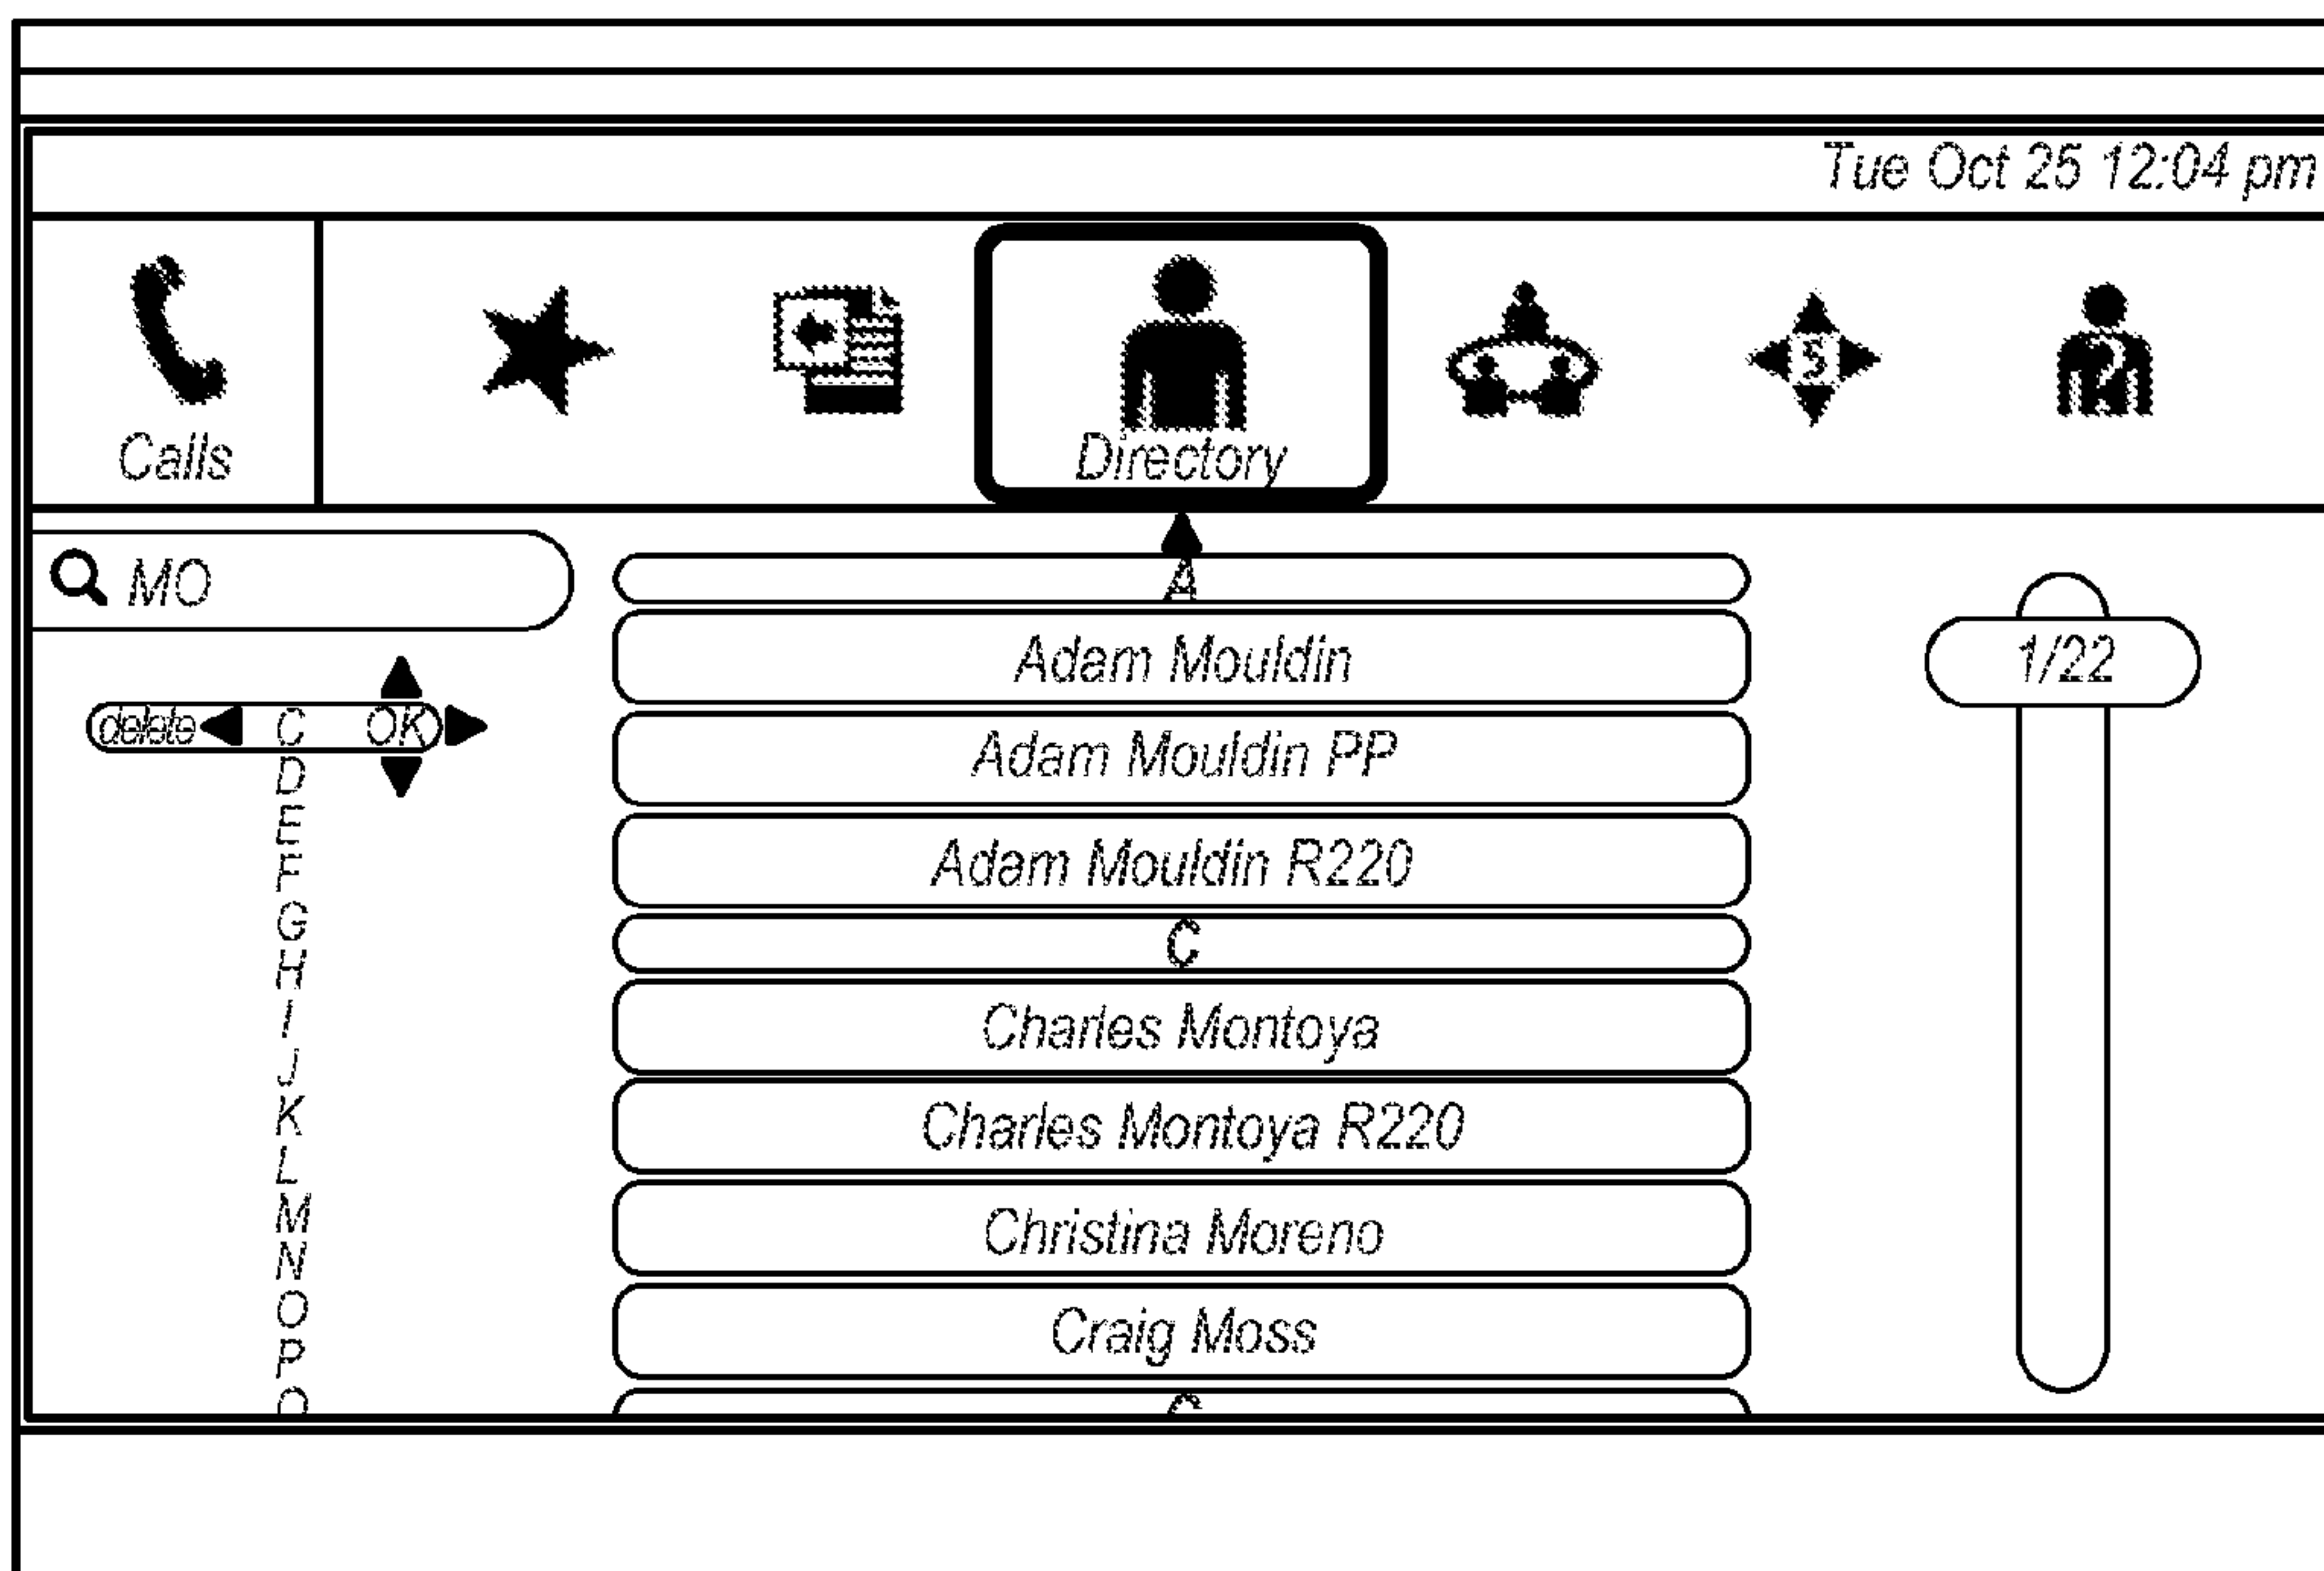 Tue Oct 25 12:04 pm
Calls
Directory
MO
delete C OK
D
E
F
G
H
I
J
K
L
M
N
O
P
A
Adam Mouldin
Adam Mouldin PP
Adam Mouldin R220
C
Charles Montoya
Charles Montoya R220
Christina Moreno
Craig Moss
1/22